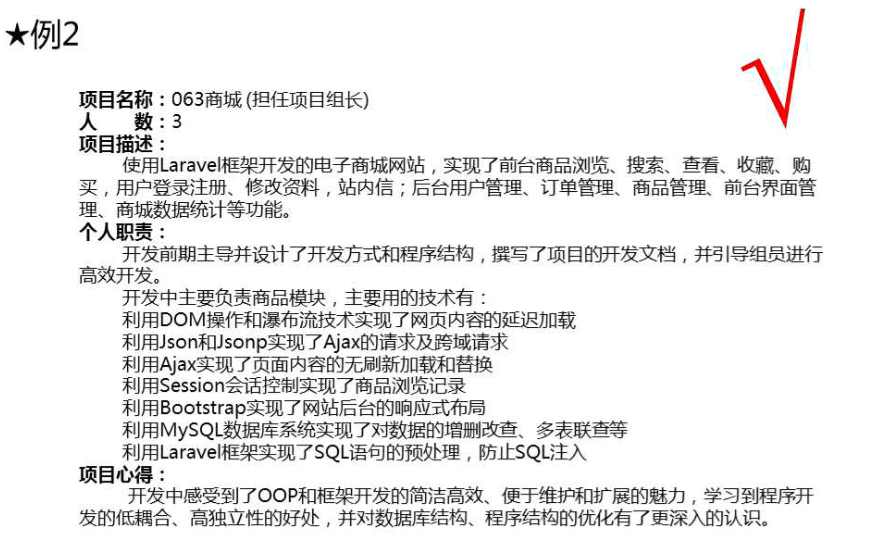 ★例2
项目名称：063商城 (担任项目组长)
人　　数：3
项目描述：
使用Laravel框架开发的电子商城网站，实现了前台商品浏览、搜索、查看、收藏、购
买，用户登录注册、修改资料，站内信；后台用户管理、订单管理、商品管理、前台界面管
理、商城数据统计等功能。
个人职责：
开发前期主导并设计了开发方式和程序结构，撰写了项目的开发文档，并引导组员进行
高效开发。
开发中主要负责商品模块，主要用的技术有：
利用DOM操作和瀑布流技术实现了网页内容的延迟加载
利用Json和Jsonp实现了Ajax的请求及跨域请求
利用Ajax实现了页面内容的无刷新加载和替换
利用Session会话控制实现了商品浏览记录
利用Bootstrap实现了网站后台的响应式布局
利用MySQL数据库系统实现了对数据的增删改查、多表联查等
利用Laravel框架实现了SQL语句的预处理，防止SQL注入
项目心得：
开发中感受到了OOP和框架开发的简洁高效、便于维护和扩展的魅力，学习到程序开
发的低耦合、高独立性的好处，并对数据库结构、程序结构的优化有了更深入的认识。